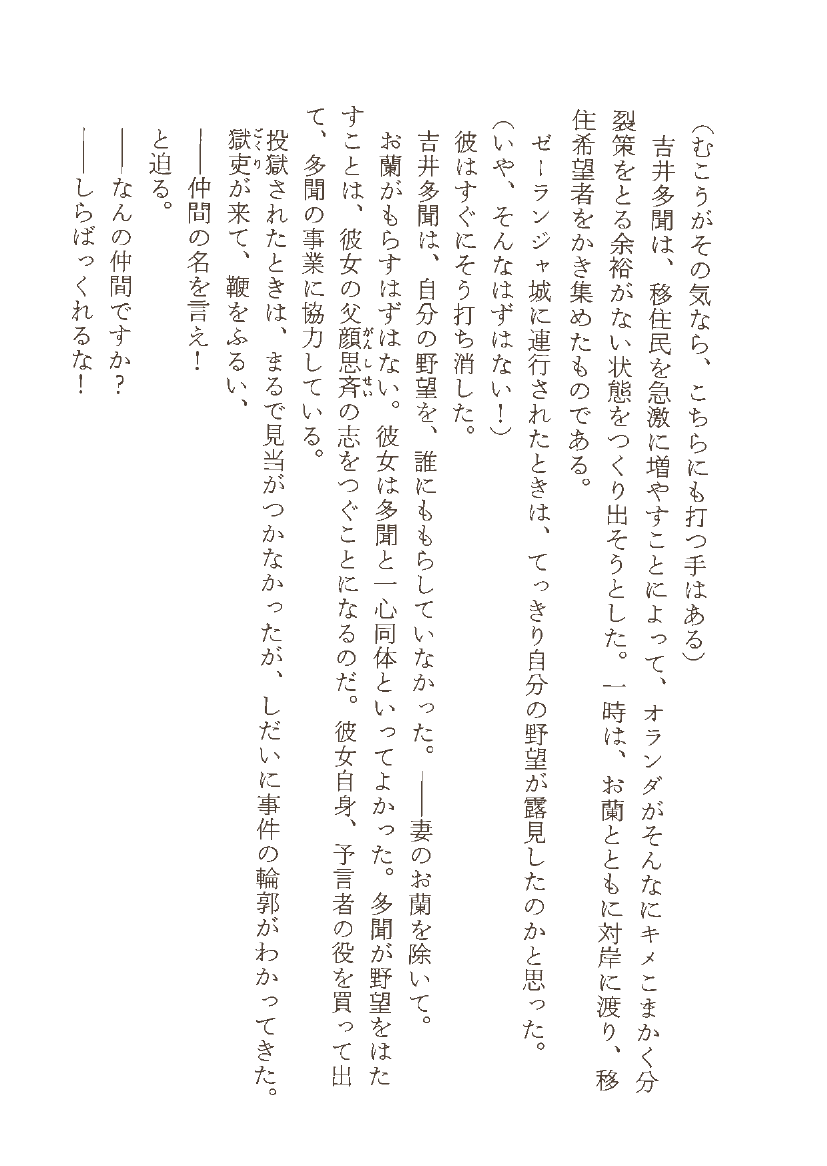 (むこうがその気なら、こちらにも打つ手はある)
吉井多聞は、移住民を急激に増やすことによって、オランダがそんなにキメこまかく分
裂策をとる余裕がない状態をつくり出そうとした。一時は、お蘭とともに対岸に渡り、移
住希望者をかき集めたものである。
ゼーランジャ城に連行されたときは、てっきり自分の野望が露見したのかと思った。
(いや、そんなはずはない!)
彼はすぐにそう打ち消した。
吉井多聞は、自分の野望を、誰にももらしていなかった。――妻のお蘭を除いて。
お蘭がもらすはずはない。彼女は多聞と一心同体といってよかった。多聞が野望をはた
すことは、彼女の父顔思斉の志をつぐことになるのだ。彼女自身、予言者の役を買って出
がんしせい
て、多聞の事業に協力している。
投獄されたときは、まるで見当がつかなかったが、しだいに事件の輪郭がわかってきた。
獄吏が来て、鞭をふるい、
ごくり
――仲間の名を言え!
と迫る。
――なんの仲間ですか?
――しらばっくれるな!